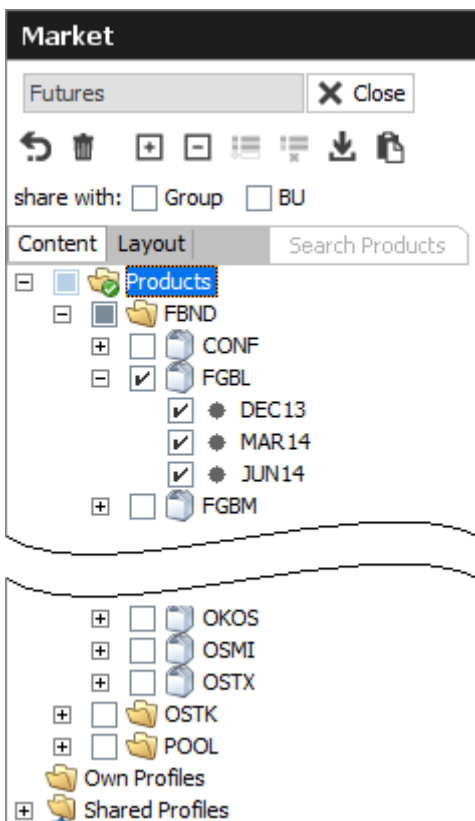 Market
Futures Close
share with: Group BU
Content Layout Search Products
Products
FBND
CONF
FGBL
DEC13
MAR14
JUN14
FGBM
OKOS
OSMI
OSTX
OSTK
POOL
Own Profiles
Shared Profiles